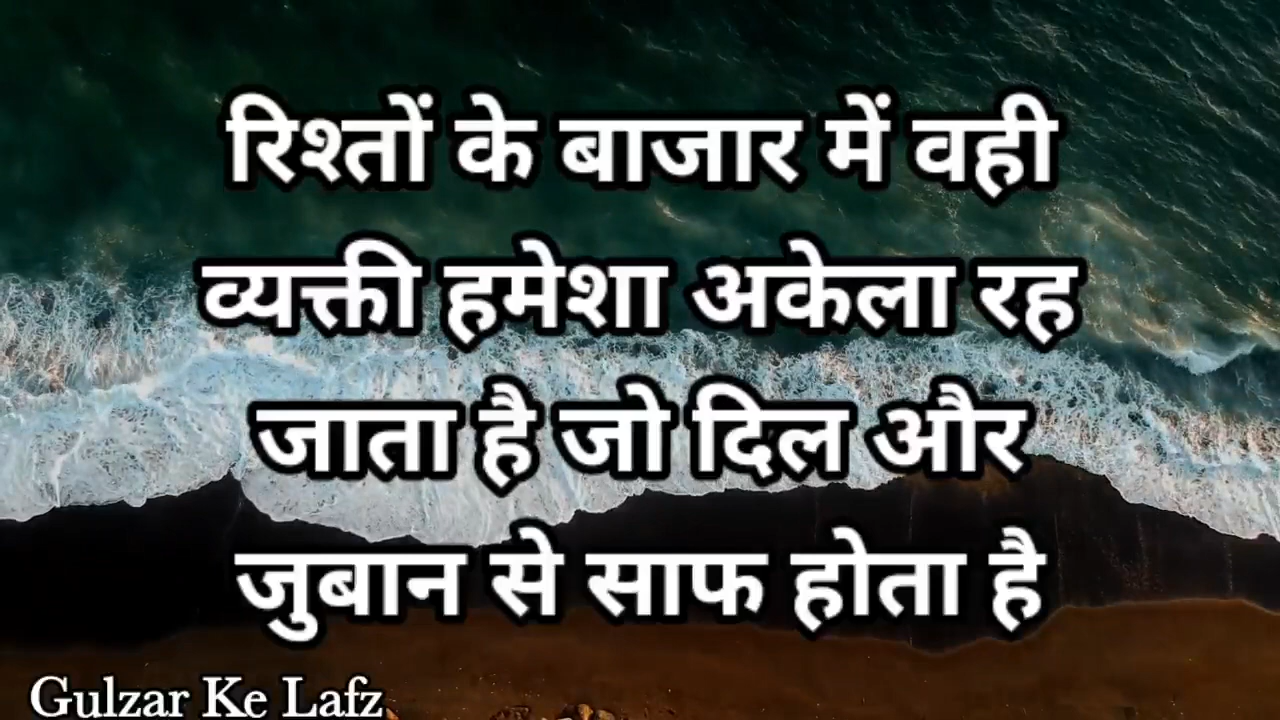 रिश्तों के बाजार में वही
व्यक्ती हमेशा अकेला रह
जाता है जो दिल और
जुबान से साफ होता है
Gulzar Ke Lafz